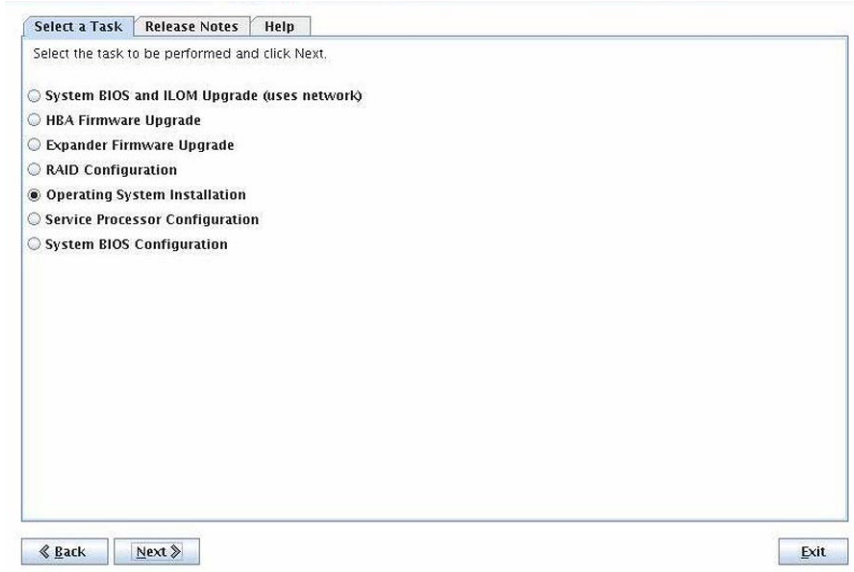 Select a Task Release Notes Help
Select the task to be performed and click Next.
System BIOS and ILOM Upgrade (uses network)
HBA Firmware Upgrade
Expander Firmware Upgrade
RAID Configuration
Operating System Installation
Service Processor Configuration
System BIOS Configuration
Back Next Exit